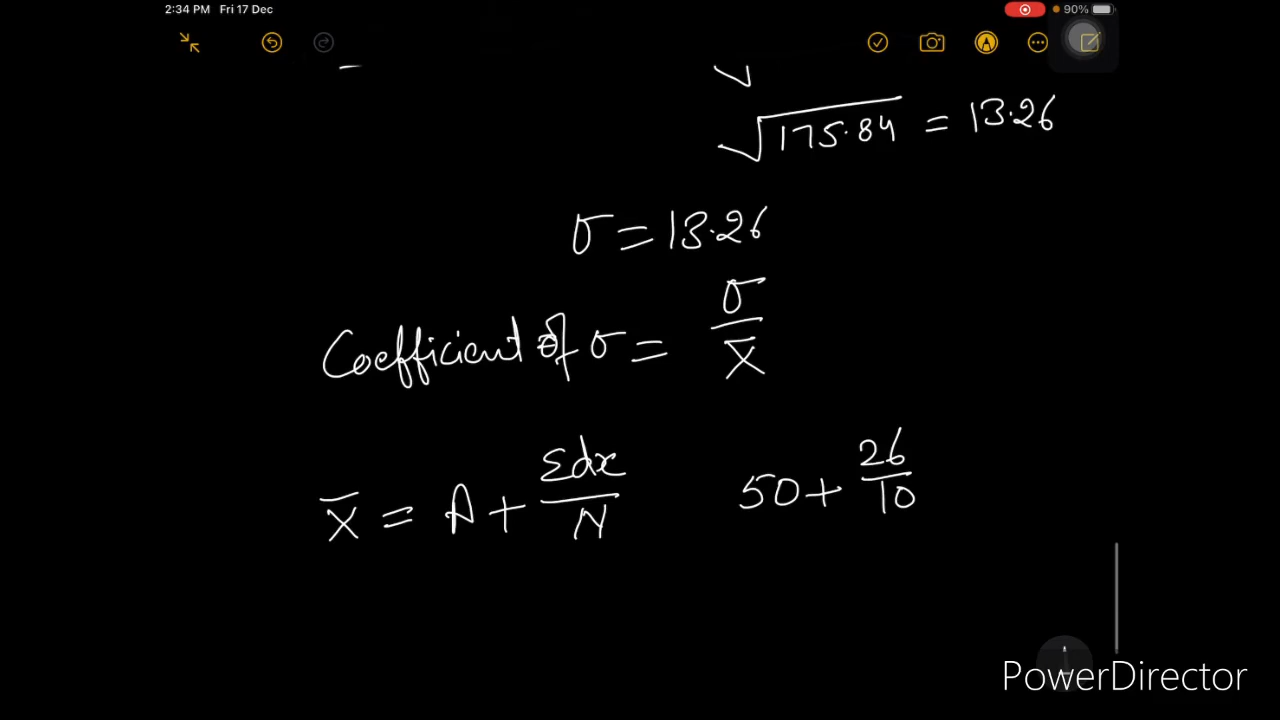 2:34 PM Fri 17 Dec
90%
√175.84 = 13.26
σ = 13.26
Coefficient of σ = σ/X̄
X̄ = A + Σdx/N 50 + 26/10
PowerDirector